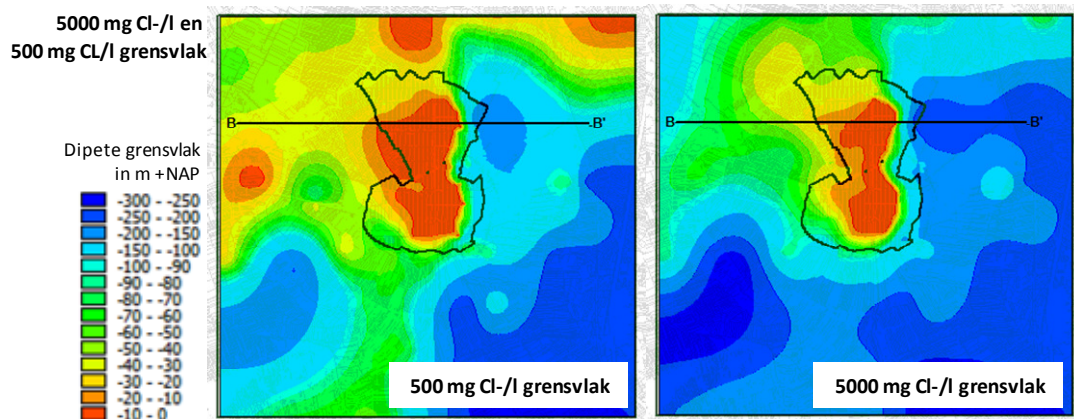 5000 mg Cl-/l en
500 mg CL/l grensvlak
Dipete grensvlak
in m +NAP
-300 - -250
-250 - -200
-200 - -150
-150 - -100
-100 - -90
-90 - -80
-80 - -70
-70 - -60
-60 - -50
-50 - -40
-40 - -30
-30 - -20
-20 - -10
-10 - 0
B
B'
500 mg Cl-/l grensvlak
B
B'
5000 mg Cl-/l grensvlak